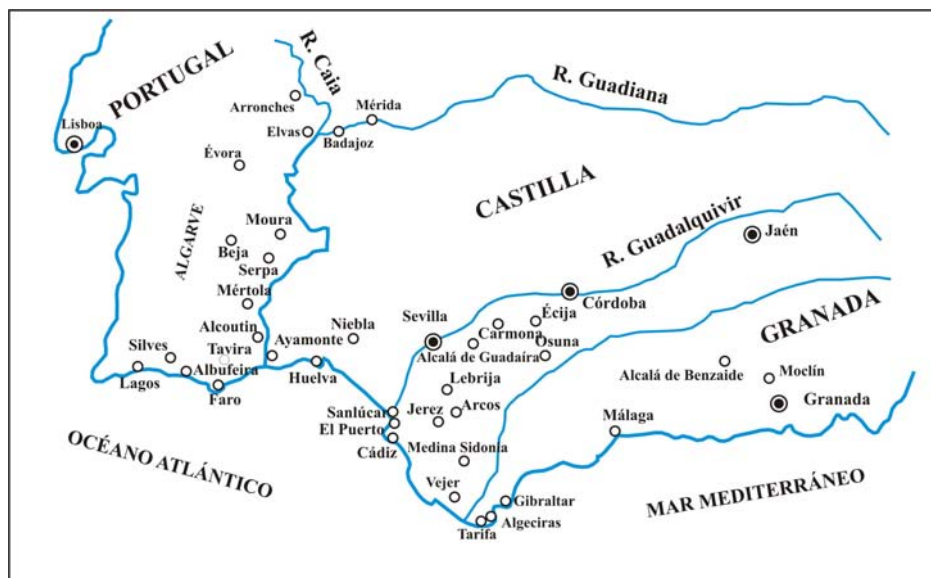 PORTUGAL
R. Caia
R. Guadiana
Arronches
Mérida
Lisboa
Elvas
Badajoz
Évora
CASTILLA
ALGARVE
Moura
R. Guadalquivir
Jaén
Beja
Serpa
Mértola
Córdoba
Écija
GRANADA
Sevilla
Niebla
Alcoutin
Carmona
Osuna
Ayamonte
Silves
Tavira
Alcalá de Guadaíra
Albufeira
Lagos
Huelva
Lebrija
Alcalá de Benzaide
Moclín
Faro
Granada
Sanlúcar
Jerez
Arcos
Málaga
El Puerto
Cádiz
Medina Sidonia
OCÉANO ATLÁNTICO
Vejer
Gibraltar
MAR MEDITERRÁNEO
Algeciras
Tarifa